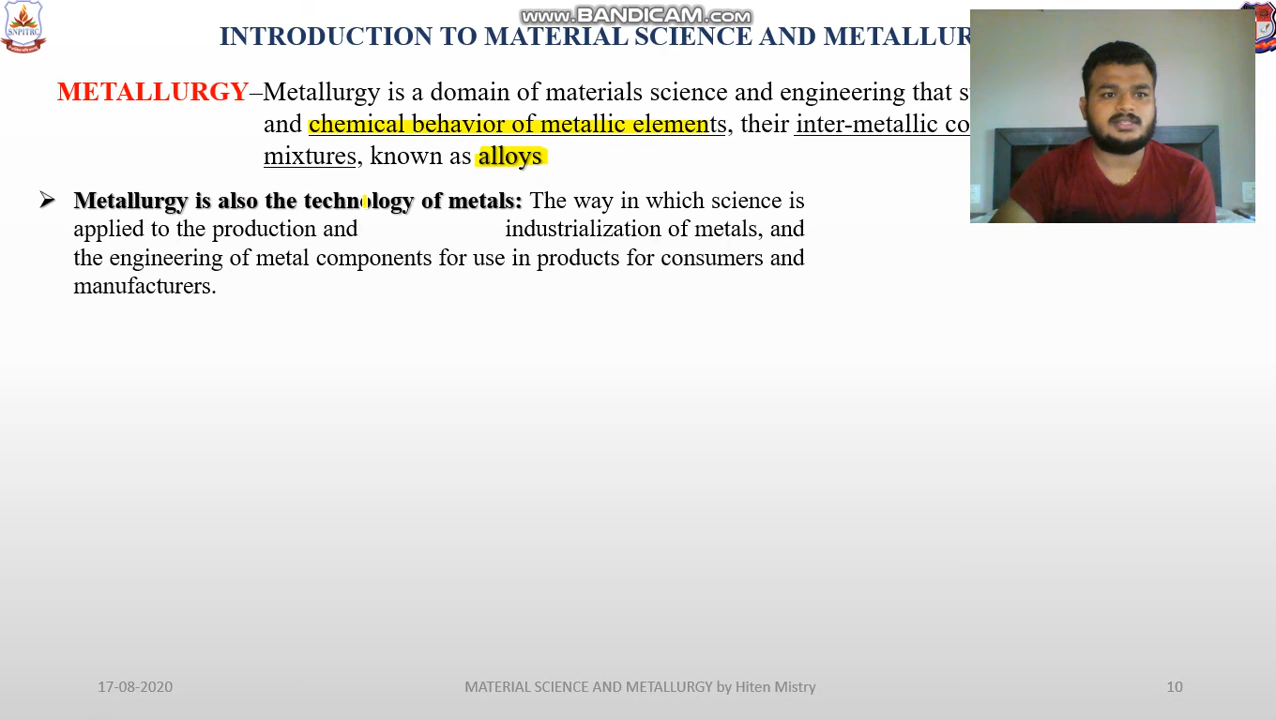 www.BANDICAM.com
SNPITRC
INTRODUCTION TO MATERIAL SCIENCE AND METALLUR
METALLURGY–Metallurgy is a domain of materials science and engineering that s
and chemical behavior of metallic elements, their inter-metallic co
mixtures, known as alloys
Metallurgy is also the technology of metals: The way in which science is
applied to the production and industrialization of metals, and
the engineering of metal components for use in products for consumers and
manufacturers.
17-08-2020
MATERIAL SCIENCE AND METALLURGY by Hiten Mistry
10